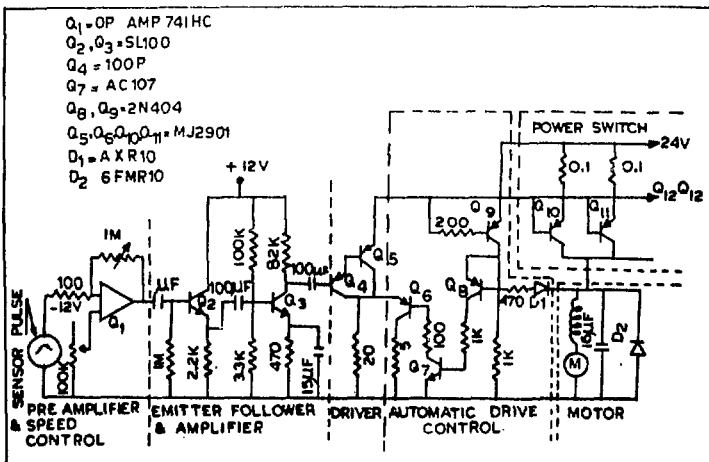 Q1=OP AMP 741HC
Q2,Q3=SL100
Q4=100P
Q7=AC107
Q8,Q9=2N404
Q5,Q6,Q10,Q11=MJ2901
D1=AXR10
D2 6FMR10
POWER SWITCH
24V
+12V
0.1
0.1
Q12 Q12
Q9
Q10
Q11
200
1M
100K
82K
100μF
Q5
Q4
100
-12V
μF
100μF
Q2
Q3
Q6
Q8
470
D1
Q1
SENSOR PULSE
100K
1M
2.2K
3.3K
470
15μF
20
5
100
Q7
1K
1K
M
16μF
D2
PRE AMPLIFIER
& SPEED
CONTROL
EMITTER FOLLOWER
& AMPLIFIER
DRIVER
AUTOMATIC DRIVE
CONTROL
MOTOR